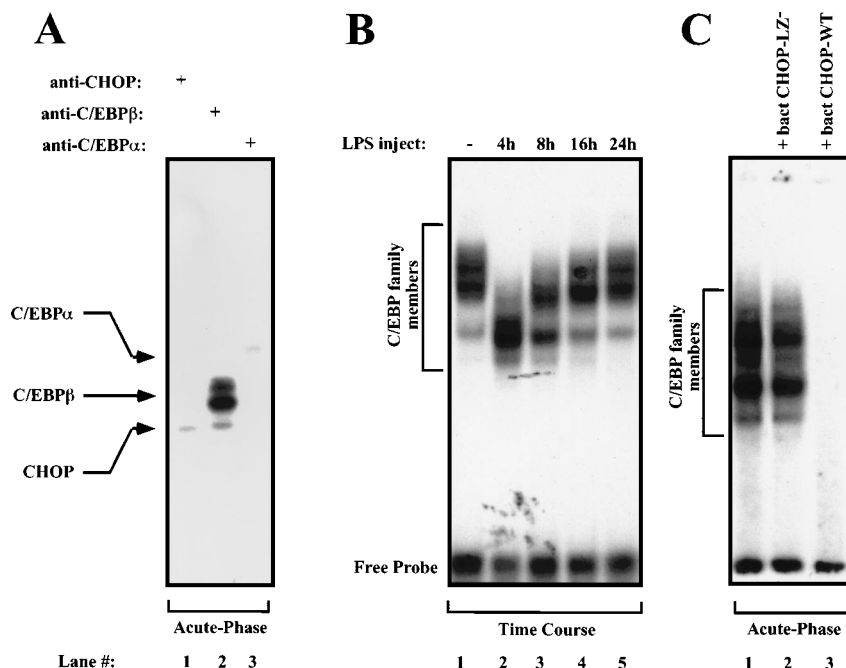 A
anti-CHOP: +
anti-C/EBPβ: +
anti-C/EBPα: +
C/EBPα
C/EBPβ
CHOP
Acute-Phase
Lane #: 1 2 3
B
LPS inject: - 4h 8h 16h 24h
C/EBP family
members
Free Probe
Time Course
1 2 3 4 5
C
+ bact CHOP-LZ⁻
+ bact CHOP-WT
C/EBP family
members
Acute-Phase
1 2 3